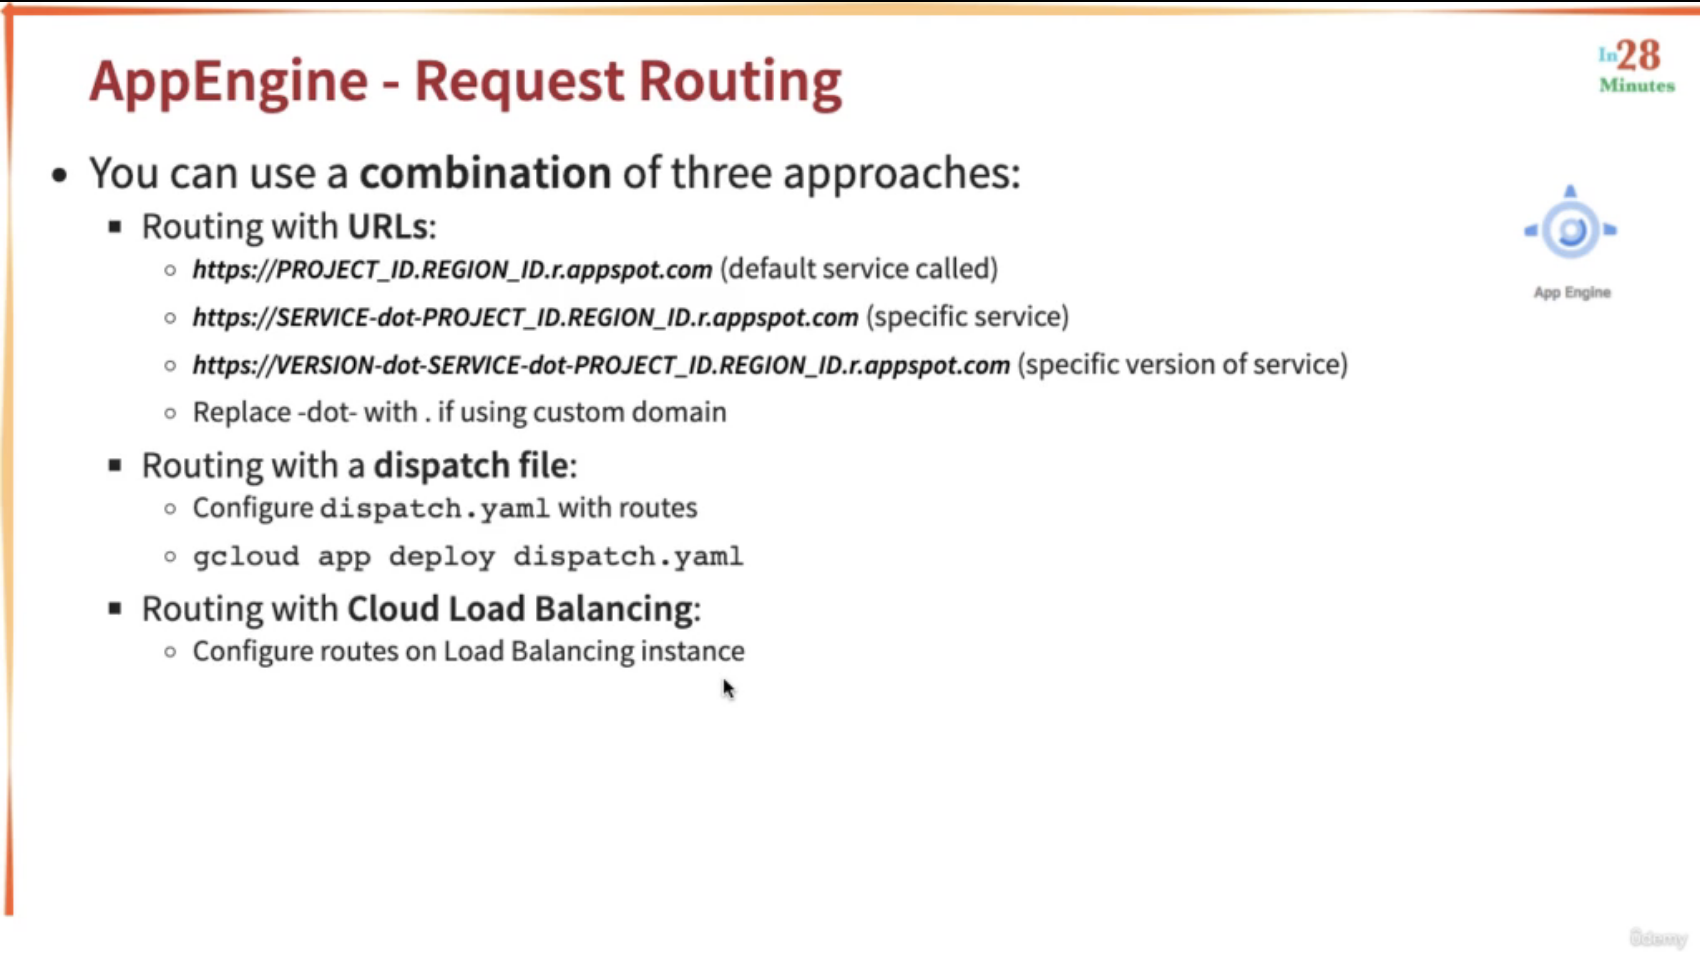 AppEngine - Request Routing
In28
Minutes
• You can use a combination of three approaches:
▪ Routing with URLs:
○ https://PROJECT_ID.REGION_ID.r.appspot.com (default service called)
○ https://SERVICE-dot-PROJECT_ID.REGION_ID.r.appspot.com (specific service)
○ https://VERSION-dot-SERVICE-dot-PROJECT_ID.REGION_ID.r.appspot.com (specific version of service)
○ Replace -dot- with . if using custom domain
▪ Routing with a dispatch file:
○ Configure dispatch.yaml with routes
○ gcloud app deploy dispatch.yaml
▪ Routing with Cloud Load Balancing:
○ Configure routes on Load Balancing instance
App Engine
ûdemy